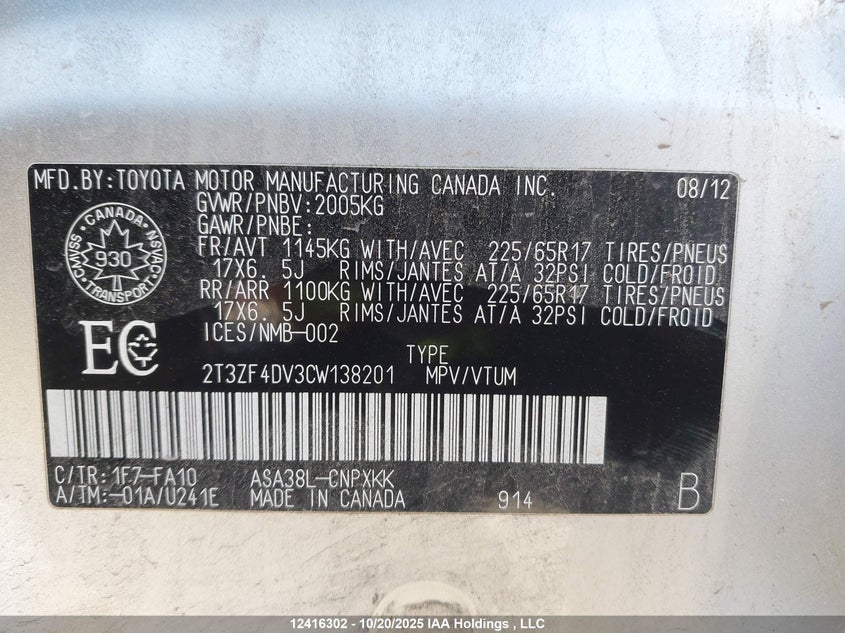 MFD.BY:TOYOTA MOTOR MANUFACTURING CANADA INC. 08/12
GVWR/PNBV:2005KG
GAWR/PNBE:
FR/AVT 1145KG WITH/AVEC 225/65R17 TIRES/PNEUS
17X6.5J RIMS/JANTES AT/A 32PSI COLD/FROID
RR/ARR 1100KG WITH/AVEC 225/65R17 TIRES/PNEUS
17X6.5J RIMS/JANTES AT/A 32PSI COLD/FROID
ICES/NMB-002
CANADA
CMVSS 930 NSVAC
TRANSPORT
EC
TYPE
2T3ZF4DV3CW138201 MPV/VTUM
C/TR:1F7-FA10 ASA38L-CNPXKK
A/TM:-01A/U241E MADE IN CANADA 914 B
12416302 - 10/20/2025 IAA Holdings , LLC